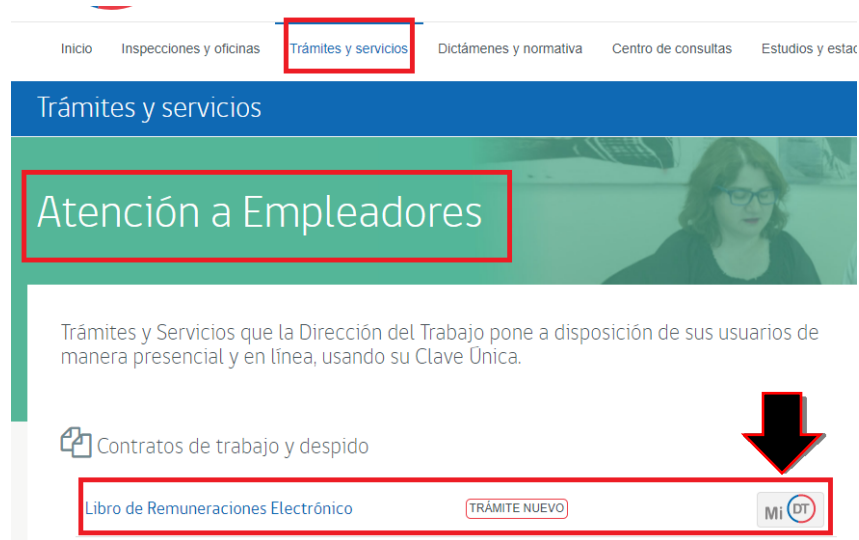 Inicio Inspecciones y oficinas Trámites y servicios Dictámenes y normativa Centro de consultas Estudios y estad
Trámites y servicios
Atención a Empleadores
Trámites y Servicios que la Dirección del Trabajo pone a disposición de sus usuarios de
manera presencial y en línea, usando su Clave Única.
Contratos de trabajo y despido
Libro de Remuneraciones Electrónico TRÁMITE NUEVO Mi DT